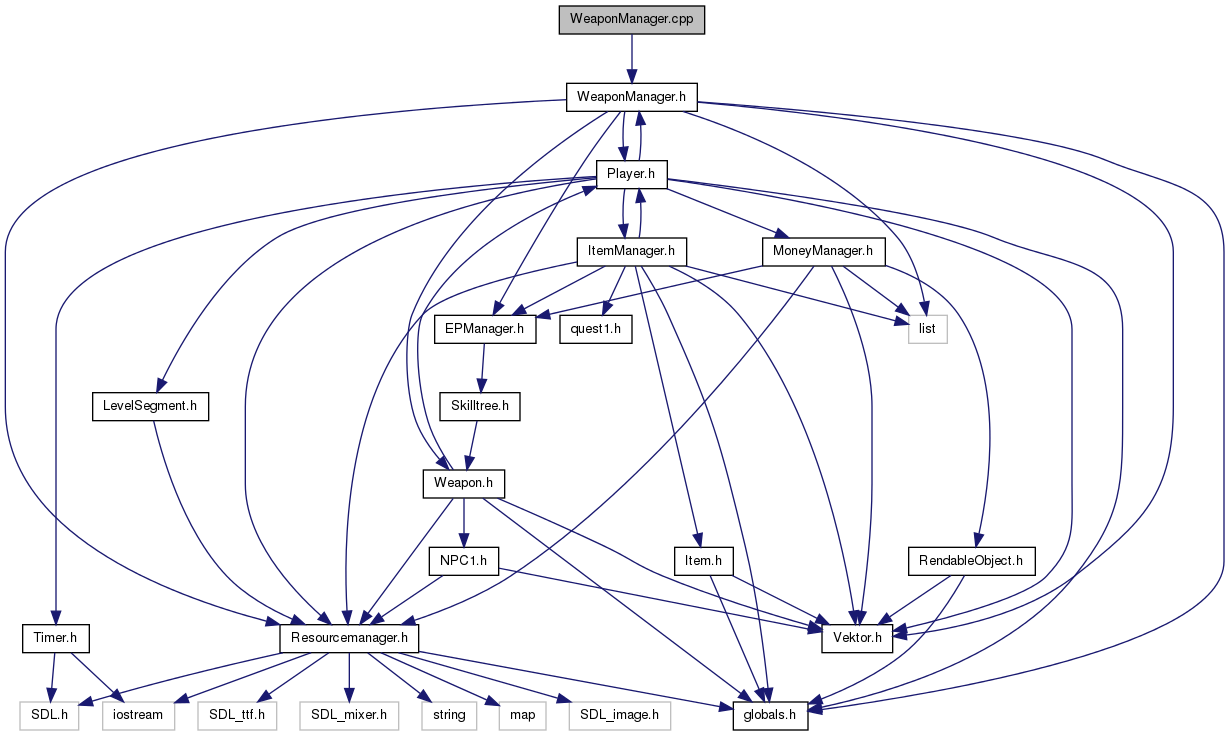 WeaponManager.cpp
WeaponManager.h
Player.h
ItemManager.h
MoneyManager.h
EPManager.h
quest1.h
list
LevelSegment.h
Skilltree.h
Weapon.h
NPC1.h
Item.h
RendableObject.h
Timer.h
Resourcemanager.h
Vektor.h
SDL.h
iostream
SDL_ttf.h
SDL_mixer.h
string
map
SDL_image.h
globals.h